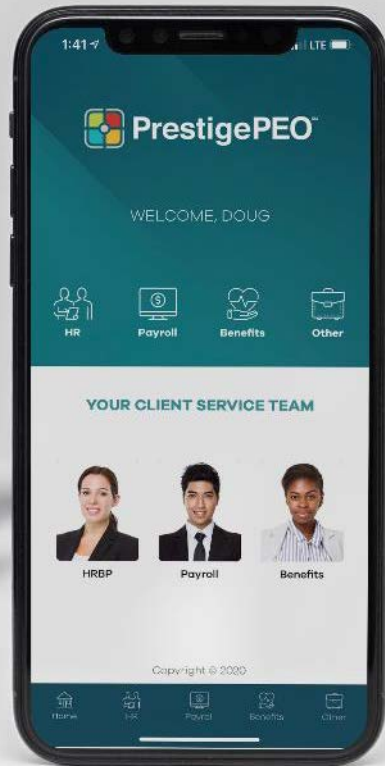 1:41 LTE
PrestigePEO™
WELCOME, DOUG
HR Payroll Benefits Other
YOUR CLIENT SERVICE TEAM
HRBP Payroll Benefits
Copyright © 2020
Home HR Payroll Benefits Other